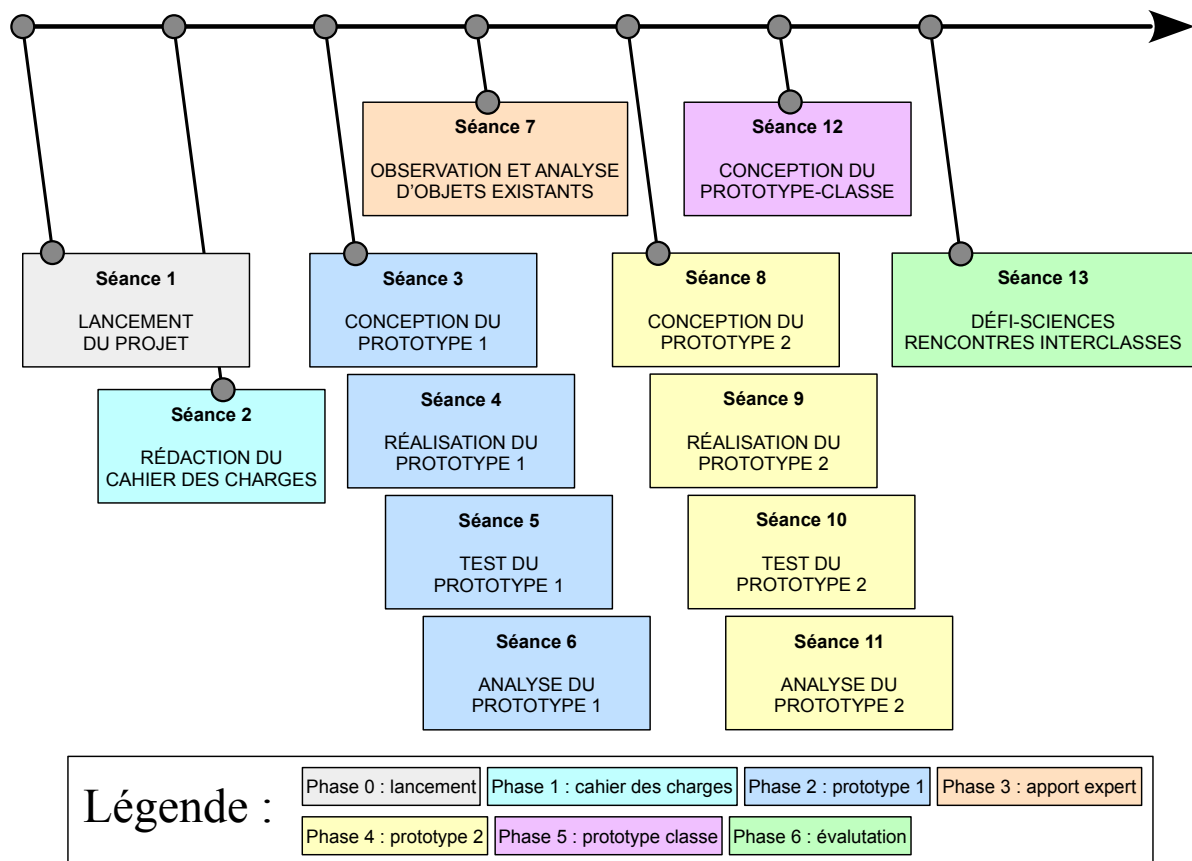 Séance 7
OBSERVATION ET ANALYSE
D'OBJETS EXISTANTS
Séance 12
CONCEPTION DU
PROTOTYPE-CLASSE
Séance 1
LANCEMENT
DU PROJET
Séance 3
CONCEPTION DU
PROTOTYPE 1
Séance 8
CONCEPTION DU
PROTOTYPE 2
Séance 13
DÉFI-SCIENCES
RENCONTRES INTERCLASSES
Séance 2
RÉDACTION DU
CAHIER DES CHARGES
Séance 4
RÉALISATION DU
PROTOTYPE 1
Séance 9
RÉALISATION DU
PROTOTYPE 2
Séance 5
TEST DU
PROTOTYPE 1
Séance 10
TEST DU
PROTOTYPE 2
Séance 6
ANALYSE DU
PROTOTYPE 1
Séance 11
ANALYSE DU
PROTOTYPE 2
Légende :
Phase 0 : lancement
Phase 1 : cahier des charges
Phase 2 : prototype 1
Phase 3 : apport expert
Phase 4 : prototype 2
Phase 5 : prototype classe
Phase 6 : évalutation